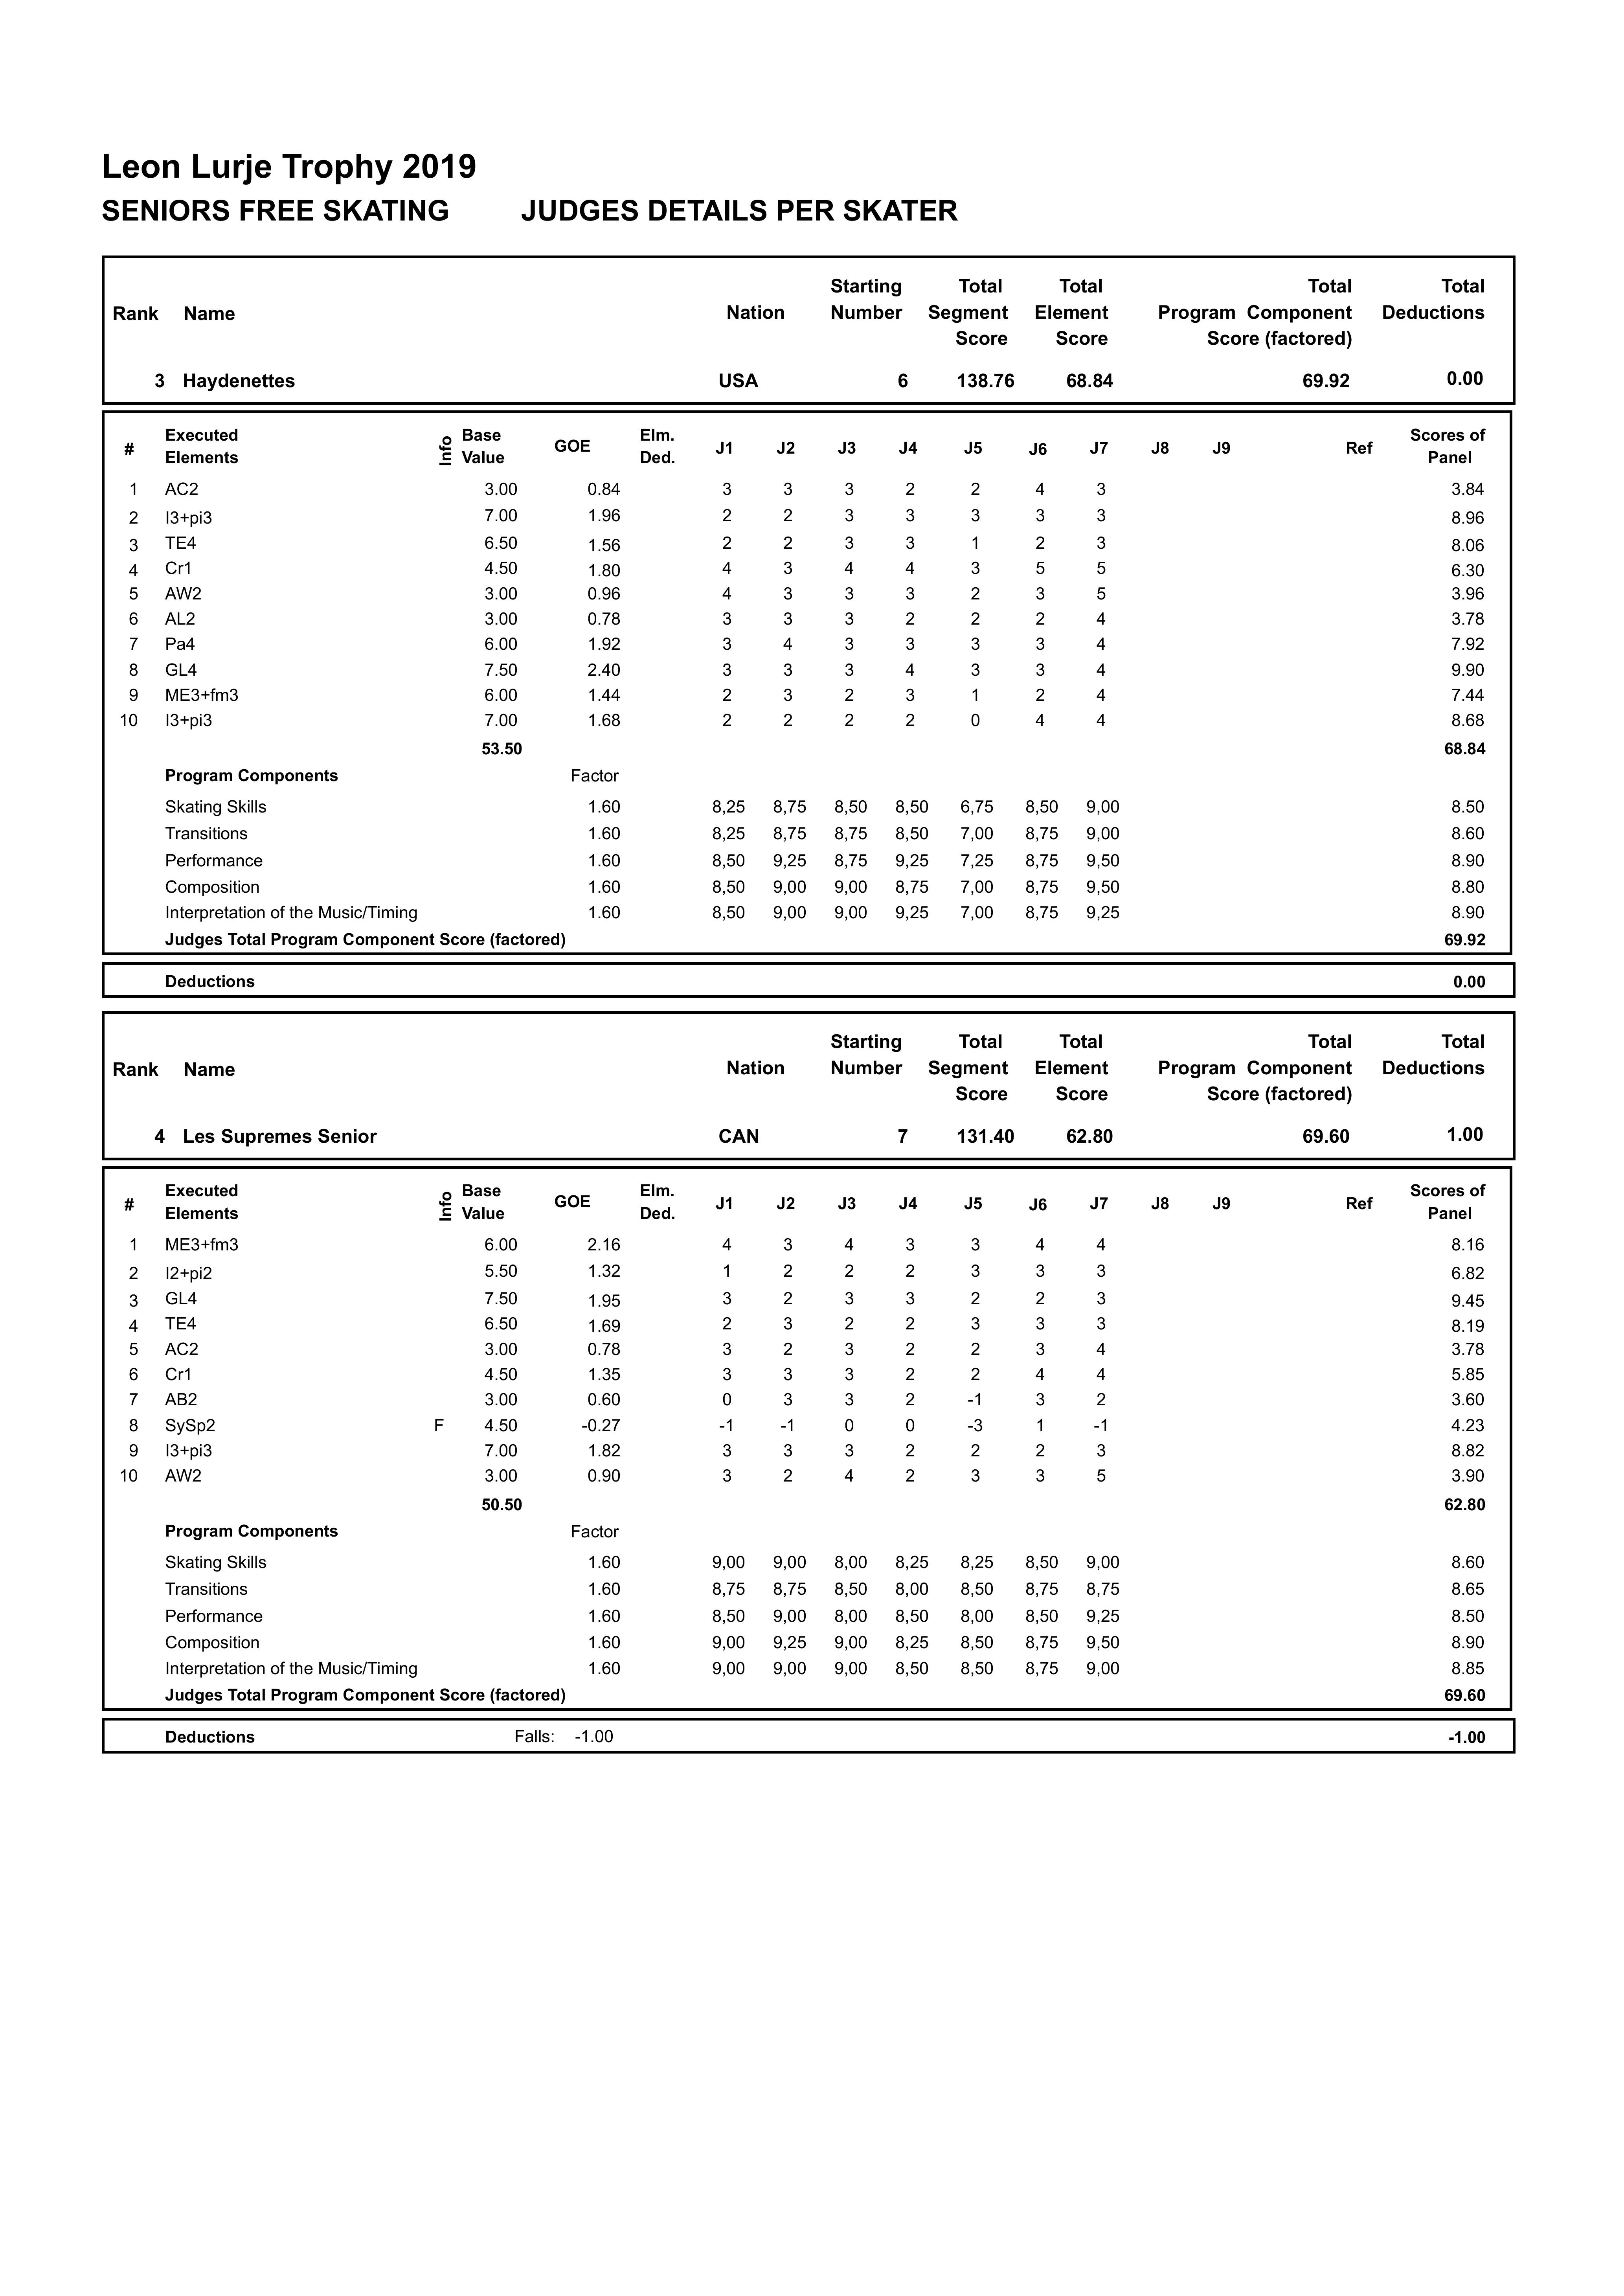 Leon Lurje Trophy 2019
SENIORS FREE SKATING JUDGES DETAILS PER SKATER
Rank Name Nation Starting Number Total Segment Score Total Element Score Total Program Component Score (factored) Total Deductions
3 Haydenettes USA 6 138.76 68.84 69.92 0.00
# Executed Elements Info Base Value GOE Elm. Ded. J1 J2 J3 J4 J5 J6 J7 J8 J9 Ref Scores of Panel
1 AC2 3.00 0.84 3 3 3 2 2 4 3 3.84
2 I3+pi3 7.00 1.96 2 2 3 3 3 3 3 8.96
3 TE4 6.50 1.56 2 2 3 3 1 2 3 8.06
4 Cr1 4.50 1.80 4 3 4 4 3 5 5 6.30
5 AW2 3.00 0.96 4 3 3 3 2 3 5 3.96
6 AL2 3.00 0.78 3 3 3 2 2 2 4 3.78
7 Pa4 6.00 1.92 3 4 3 3 3 3 4 7.92
8 GL4 7.50 2.40 3 3 3 4 3 3 4 9.90
9 ME3+fm3 6.00 1.44 2 3 2 3 1 2 4 7.44
10 I3+pi3 7.00 1.68 2 2 2 2 0 4 4 8.68
53.50 68.84
Program Components Factor
Skating Skills 1.60 8,25 8,75 8,50 8,50 6,75 8,50 9,00 8.50
Transitions 1.60 8,25 8,75 8,75 8,50 7,00 8,75 9,00 8.60
Performance 1.60 8,50 9,25 8,75 9,25 7,25 8,75 9,50 8.90
Composition 1.60 8,50 9,00 9,00 8,75 7,00 8,75 9,50 8.80
Interpretation of the Music/Timing 1.60 8,50 9,00 9,00 9,25 7,00 8,75 9,25 8.90
Judges Total Program Component Score (factored) 69.92
Deductions 0.00
Rank Name Nation Starting Number Total Segment Score Total Element Score Total Program Component Score (factored) Total Deductions
4 Les Supremes Senior CAN 7 131.40 62.80 69.60 1.00
# Executed Elements Info Base Value GOE Elm. Ded. J1 J2 J3 J4 J5 J6 J7 J8 J9 Ref Scores of Panel
1 ME3+fm3 6.00 2.16 4 3 4 3 3 4 4 8.16
2 I2+pi2 5.50 1.32 1 2 2 2 3 3 3 6.82
3 GL4 7.50 1.95 3 2 3 3 2 2 3 9.45
4 TE4 6.50 1.69 2 3 2 2 3 3 3 8.19
5 AC2 3.00 0.78 3 2 3 2 2 3 4 3.78
6 Cr1 4.50 1.35 3 3 3 2 2 4 4 5.85
7 AB2 3.00 0.60 0 3 3 2 -1 3 2 3.60
8 SySp2 F 4.50 -0.27 -1 -1 0 0 -3 1 -1 4.23
9 I3+pi3 7.00 1.82 3 3 3 2 2 2 3 8.82
10 AW2 3.00 0.90 3 2 4 2 3 3 5 3.90
50.50 62.80
Program Components Factor
Skating Skills 1.60 9,00 9,00 8,00 8,25 8,25 8,50 9,00 8.60
Transitions 1.60 8,75 8,75 8,50 8,00 8,50 8,75 8,75 8.65
Performance 1.60 8,50 9,00 8,00 8,50 8,00 8,50 9,25 8.50
Composition 1.60 9,00 9,25 9,00 8,25 8,50 8,75 9,50 8.90
Interpretation of the Music/Timing 1.60 9,00 9,00 9,00 8,50 8,50 8,75 9,00 8.85
Judges Total Program Component Score (factored) 69.60
Deductions Falls: -1.00 -1.00